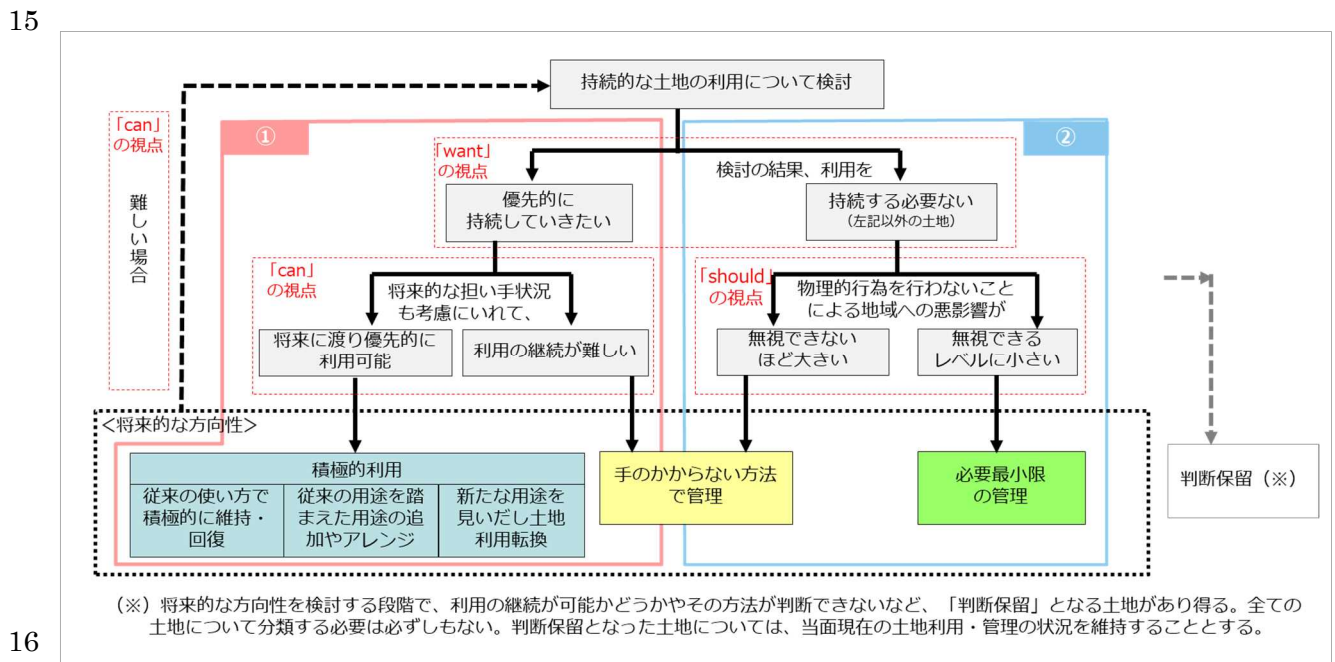 15
持続的な土地の利用について検討
「can」
の視点
難しい場合
①
②
「want」
の視点
検討の結果、利用を
優先的に
持続していきたい
持続する必要ない
(左記以外の土地)
「can」
の視点
将来的な担い手状況
も考慮にいれて、
「should」
の視点
物理的行為を行わないこと
による地域への悪影響が
将来に渡り優先的に
利用可能
利用の継続が難しい
無視できない
ほど大きい
無視できる
レベルに小さい
<将来的な方向性>
積極的利用
従来の使い方で
積極的に維持・
回復
従来の用途を踏
まえた用途の追
加やアレンジ
新たな用途を
見いだし土地
利用転換
手のかからない方法
で管理
必要最小限
の管理
判断保留(※)
(※)将来的な方向性を検討する段階で、利用の継続が可能かどうかやその方法が判断できないなど、「判断保留」となる土地があり得る。全ての
土地について分類する必要は必ずしもない。判断保留となった土地については、当面現在の土地利用・管理の状況を維持することとする。
16